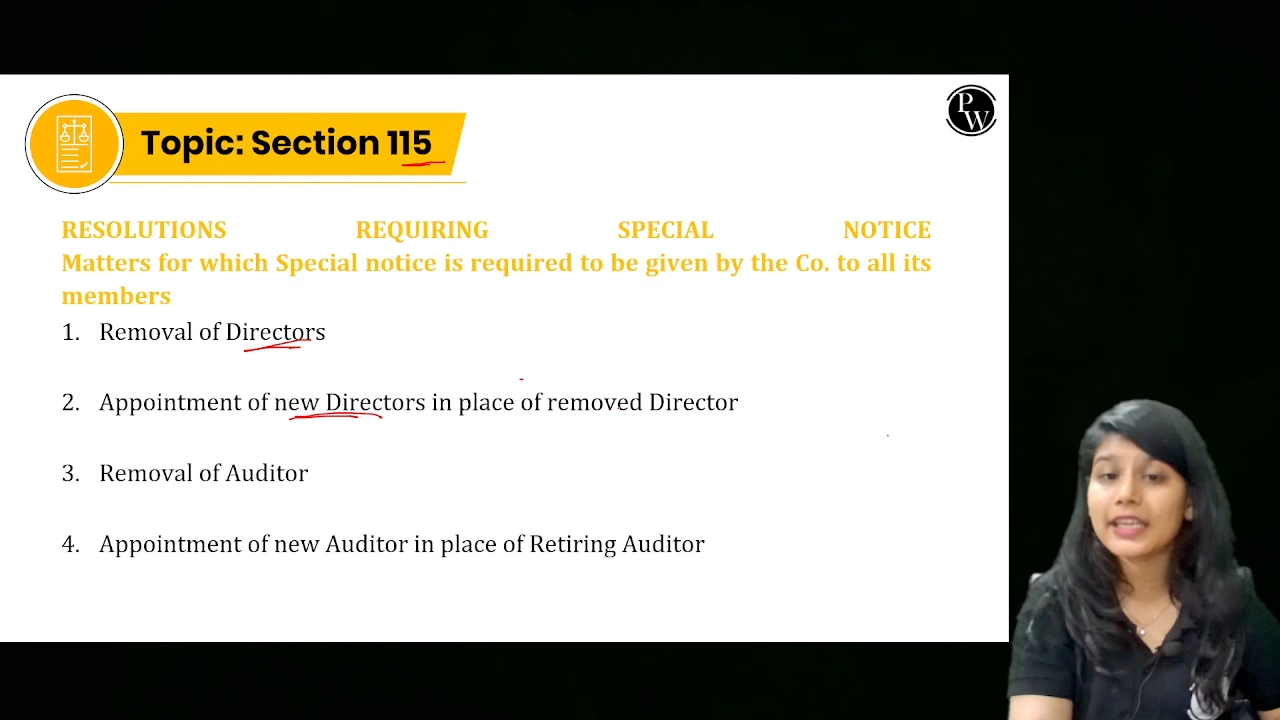 PW
Topic: Section 115
RESOLUTIONS REQUIRING SPECIAL NOTICE
Matters for which Special notice is required to be given by the Co. to all its
members
1. Removal of Directors
2. Appointment of new Directors in place of removed Director
3. Removal of Auditor
4. Appointment of new Auditor in place of Retiring Auditor